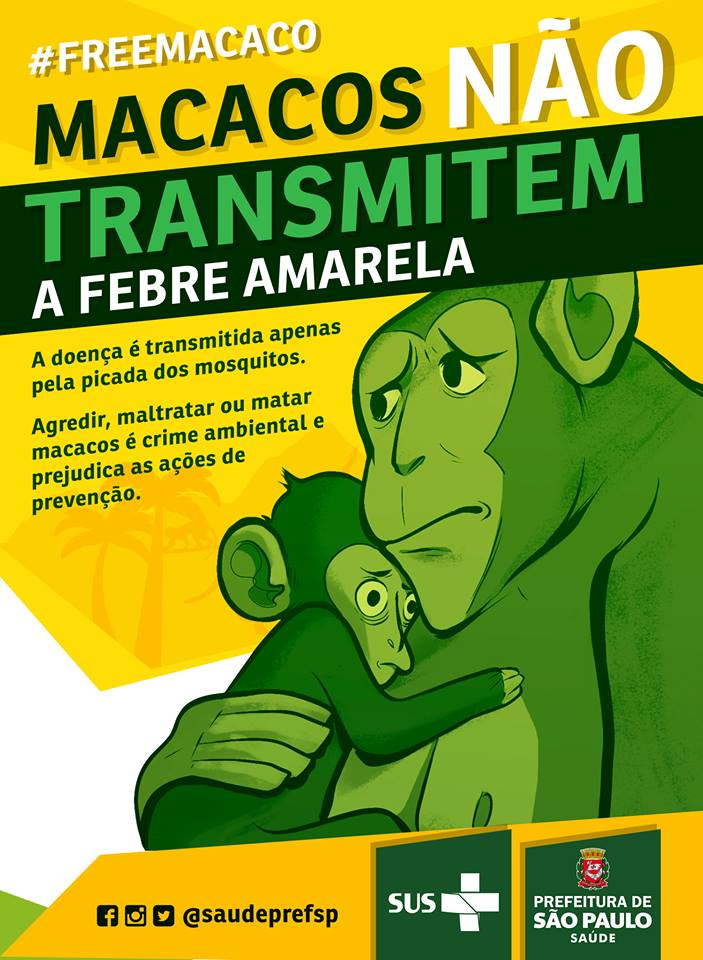 #FREEMACACO
MACACOS NÃO
TRANSMITEM
A FEBRE AMARELA
A doença é transmitida apenas
pela picada dos mosquitos.
Agredir, maltratar ou matar
macacos é crime ambiental e
prejudica as ações de
prevenção.
@saudeprefsp
SUS
PREFEITURA DE
SÃO PAULO
SAÚDE